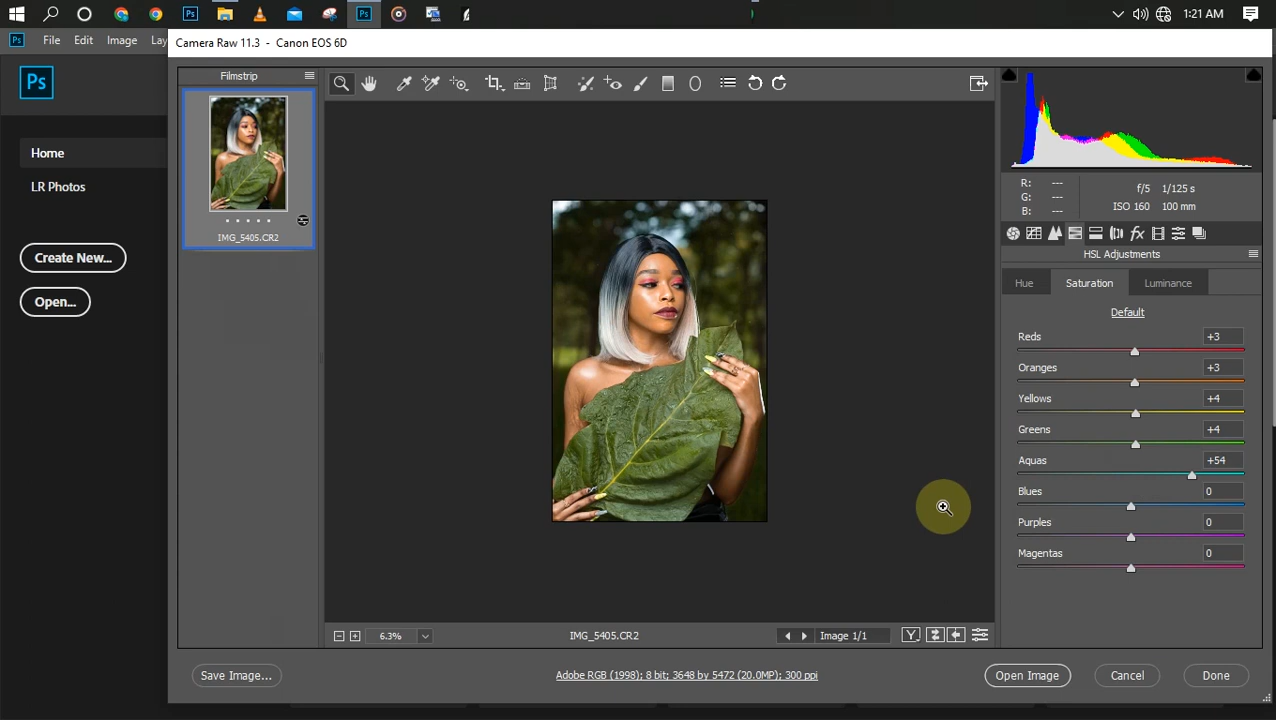 1:21 AM
Ps File Edit Image Lay
Camera Raw 11.3 - Canon EOS 6D
Ps
Home
LR Photos
Create New...
Open...
Filmstrip
IMG_5405.CR2
R: ---
G: ---
B: ---
f/5 1/125 s
ISO 160 100 mm
HSL Adjustments
Hue Saturation Luminance
Default
Reds +3
Oranges +3
Yellows +4
Greens +4
Aquas +54
Blues 0
Purples 0
Magentas 0
6.3% IMG_5405.CR2 Image 1/1 Y
Save Image... Adobe RGB (1998); 8 bit; 3648 by 5472 (20.0MP); 300 ppi Open Image Cancel Done